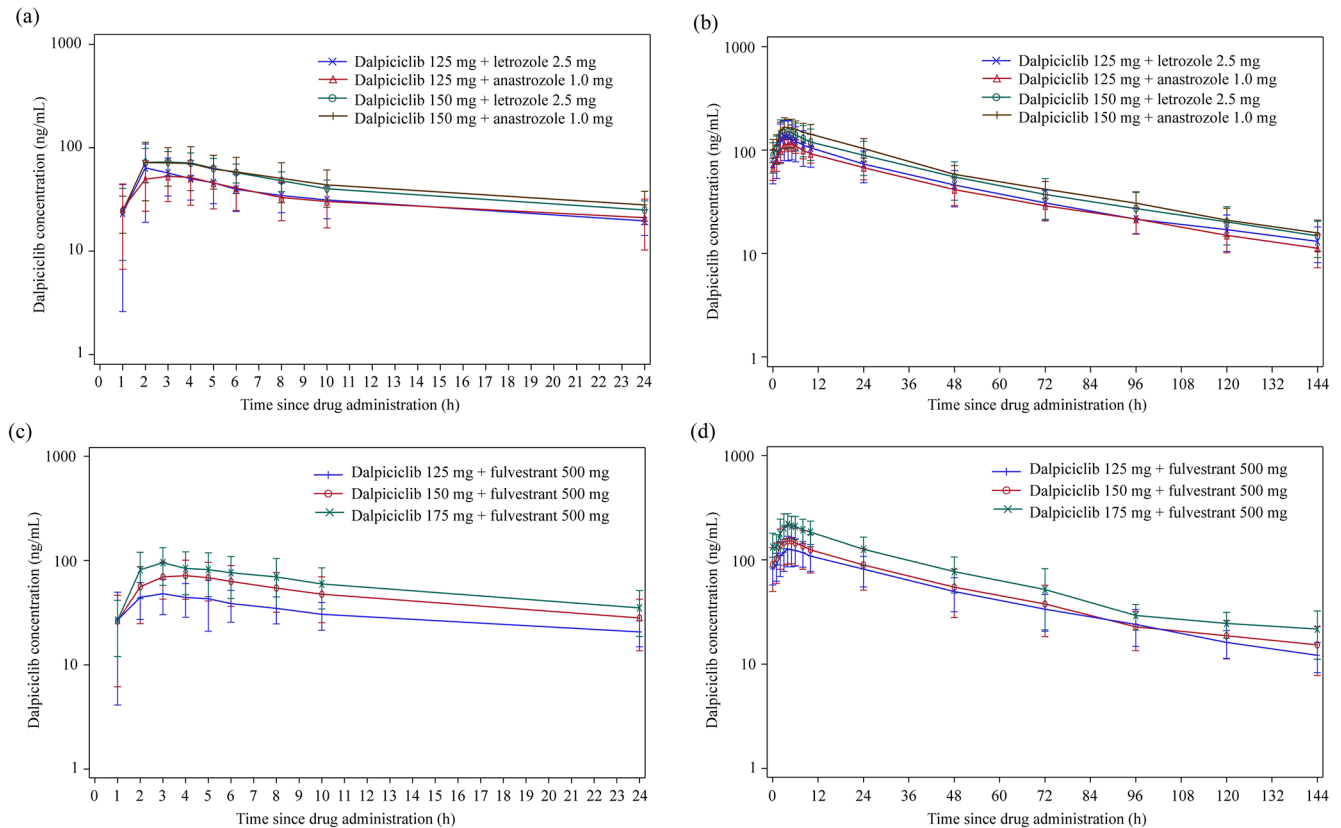 (a)
1000
100
10
1
Dalpiciclib concentration (ng/mL)
Dalpiciclib 125 mg + letrozole 2.5 mg
Dalpiciclib 125 mg + anastrozole 1.0 mg
Dalpiciclib 150 mg + letrozole 2.5 mg
Dalpiciclib 150 mg + anastrozole 1.0 mg
0 1 2 3 4 5 6 7 8 9 10 11 12 13 14 15 16 17 18 19 20 21 22 23 24
Time since drug administration (h)
(b)
1000
100
10
1
Dalpiciclib concentration (ng/mL)
Dalpiciclib 125 mg + letrozole 2.5 mg
Dalpiciclib 125 mg + anastrozole 1.0 mg
Dalpiciclib 150 mg + letrozole 2.5 mg
Dalpiciclib 150 mg + anastrozole 1.0 mg
0 12 24 36 48 60 72 84 96 108 120 132 144
Time since drug administration (h)
(c)
1000
100
10
1
Dalpiciclib concentration (ng/mL)
Dalpiciclib 125 mg + fulvestrant 500 mg
Dalpiciclib 150 mg + fulvestrant 500 mg
Dalpiciclib 175 mg + fulvestrant 500 mg
0 1 2 3 4 5 6 7 8 9 10 11 12 13 14 15 16 17 18 19 20 21 22 23 24
Time since drug administration (h)
(d)
1000
100
10
1
Dalpiciclib concentration (ng/mL)
Dalpiciclib 125 mg + fulvestrant 500 mg
Dalpiciclib 150 mg + fulvestrant 500 mg
Dalpiciclib 175 mg + fulvestrant 500 mg
0 12 24 36 48 60 72 84 96 108 120 132 144
Time since drug administration (h)